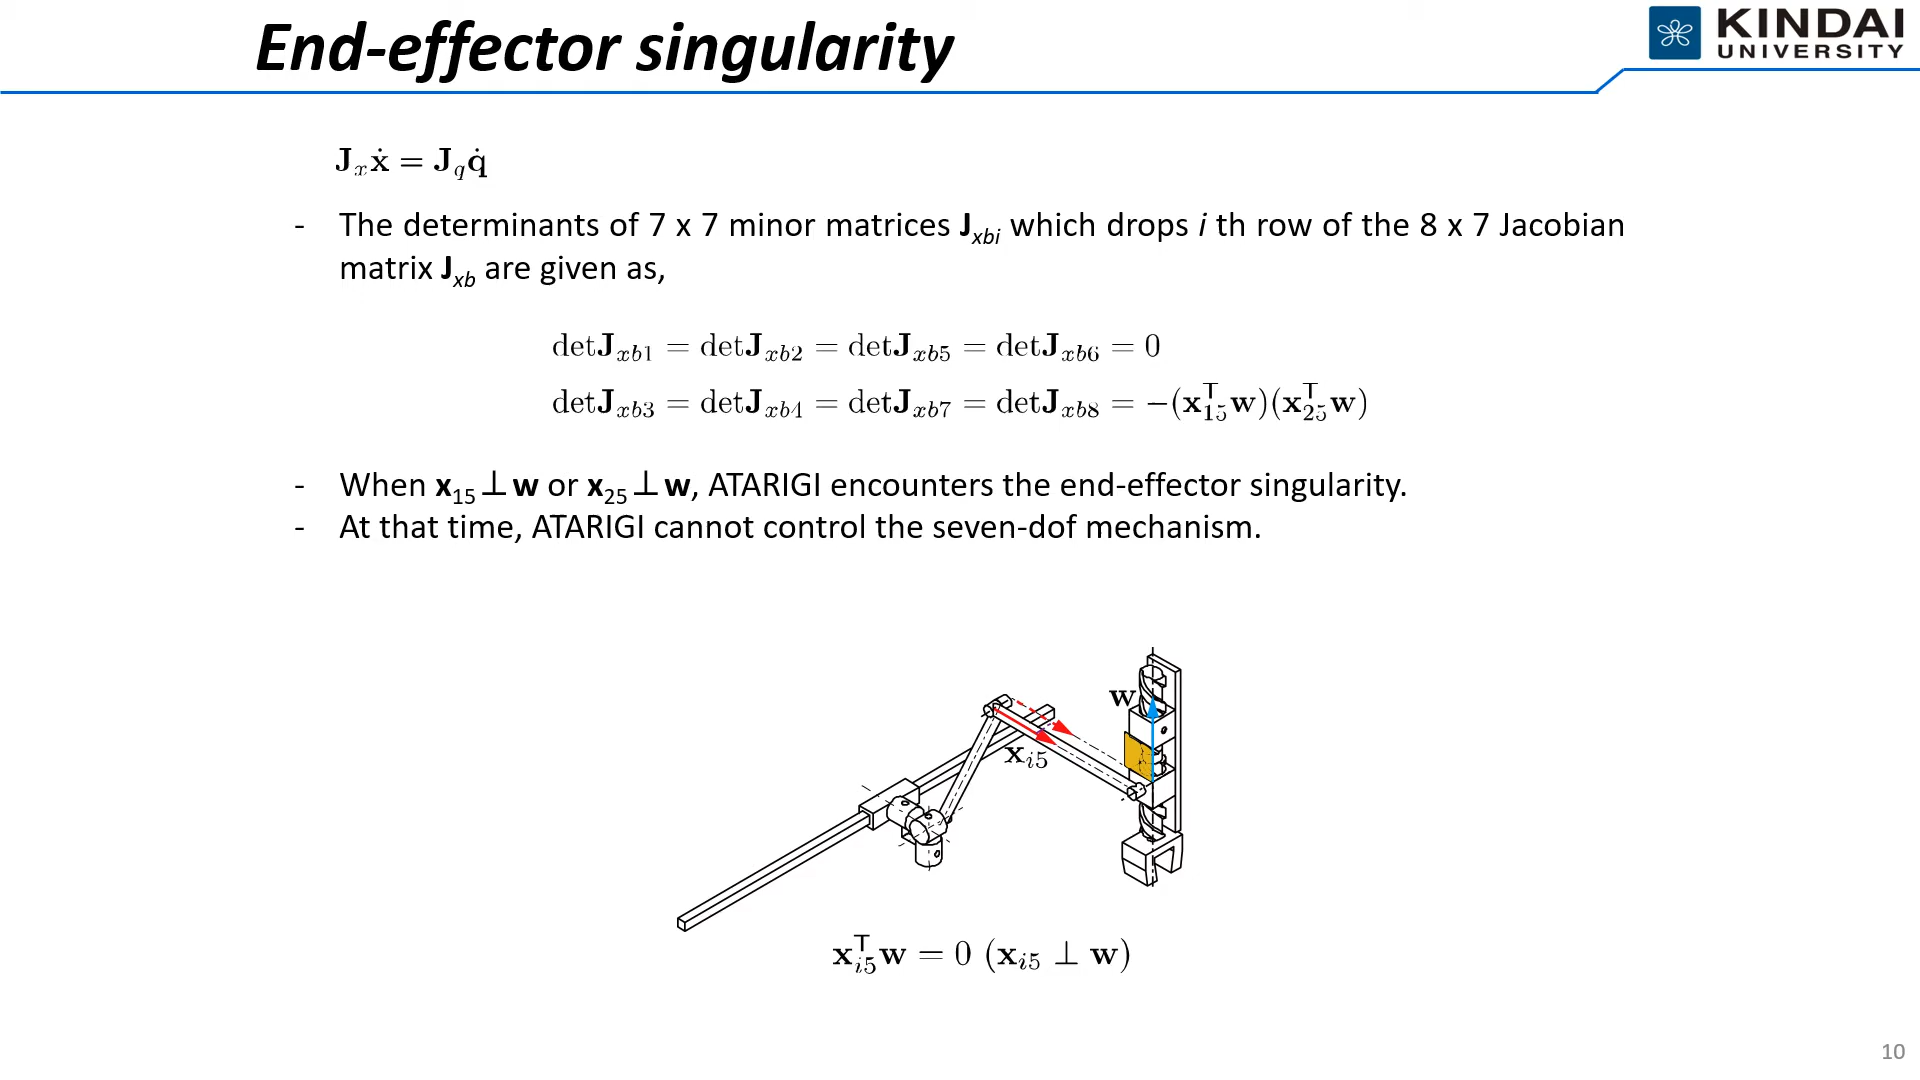 End-effector singularity
KINDAI
UNIVERSITY
J_x ẋ = J_q q̇
- The determinants of 7 x 7 minor matrices J_xbi which drops i th row of the 8 x 7 Jacobian
matrix J_xb are given as,
detJ_xb1 = detJ_xb2 = detJ_xb5 = detJ_xb6 = 0
detJ_xb3 = detJ_xb4 = detJ_xb7 = detJ_xb8 = −(x_15^T w)(x_25^T w)
- When x_15 ⊥ w or x_25 ⊥ w, ATARIGI encounters the end-effector singularity.
- At that time, ATARIGI cannot control the seven-dof mechanism.
w
x_i5
x_i5^T w = 0 (x_i5 ⊥ w)
10